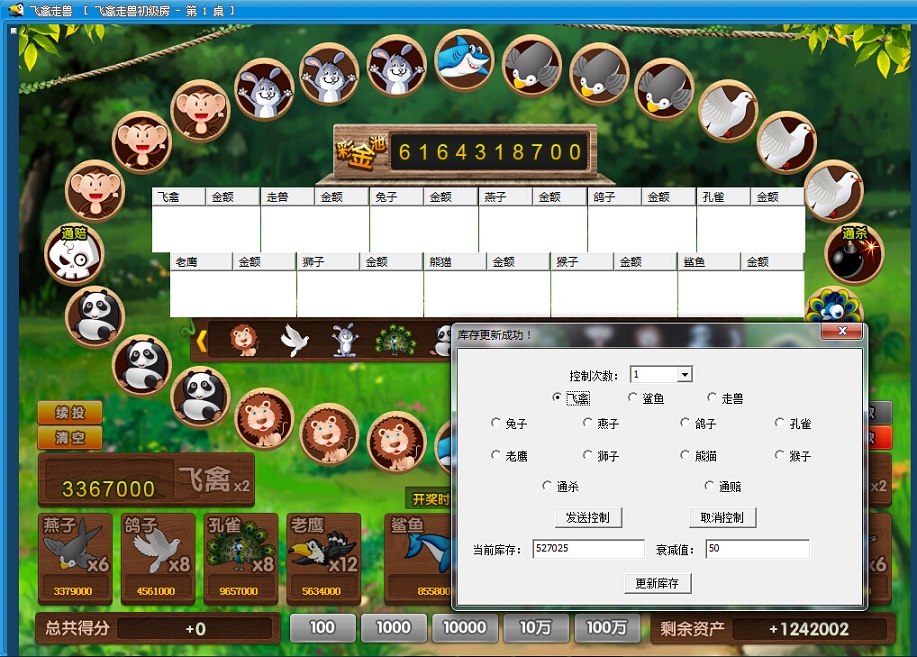 飞禽走兽 [ 飞禽走兽初级房 - 第 1 桌 ]
彩金池 6164318700
飞禽 金额 走兽 金额 兔子 金额 燕子 金额 鸽子 金额 孔雀 金额
通赔
通杀
老鹰 金额 狮子 金额 熊猫 金额 猴子 金额 鲨鱼 金额
库存更新成功！
控制次数： 1
飞禽 鲨鱼 走兽
续投
兔子 燕子 鸽子 孔雀
清空
老鹰 狮子 熊猫 猴子
3367000 飞禽 x2
x2
通杀 通赔
开奖时
发送控制 取消控制
燕子 鸽子 孔雀 老鹰 鲨鱼
当前库存： 527025 衰减值： 50
x6 x8 x8 x12
x6
更新库存
3379000 4561000 9657000 5634000 85580
总共得分 +0 100 1000 10000 10万 100万 剩余资产 +1242002